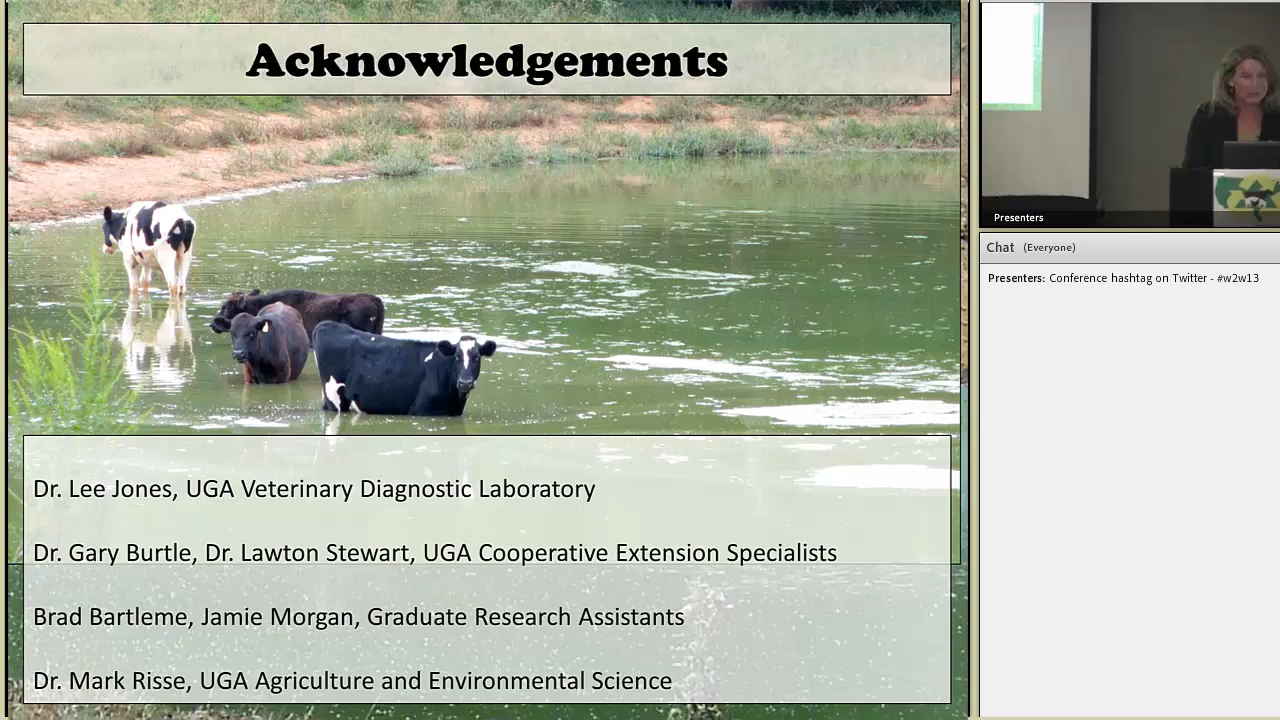 Acknowledgements
Dr. Lee Jones, UGA Veterinary Diagnostic Laboratory
Dr. Gary Burtle, Dr. Lawton Stewart, UGA Cooperative Extension Specialists
Brad Bartleme, Jamie Morgan, Graduate Research Assistants
Dr. Mark Risse, UGA Agriculture and Environmental Science
Presenters
Chat (Everyone)
Presenters: Conference hashtag on Twitter - #w2w13